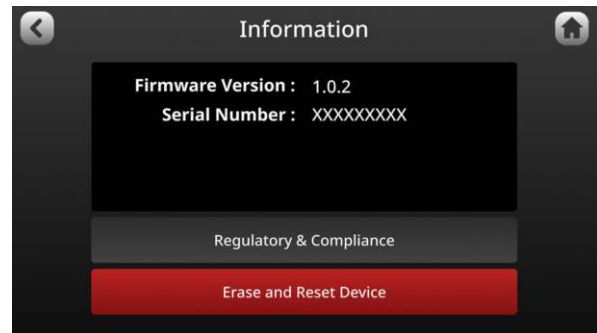 Information
Firmware Version : 1.0.2
Serial Number : XXXXXXXXX
Regulatory & Compliance
Erase and Reset Device